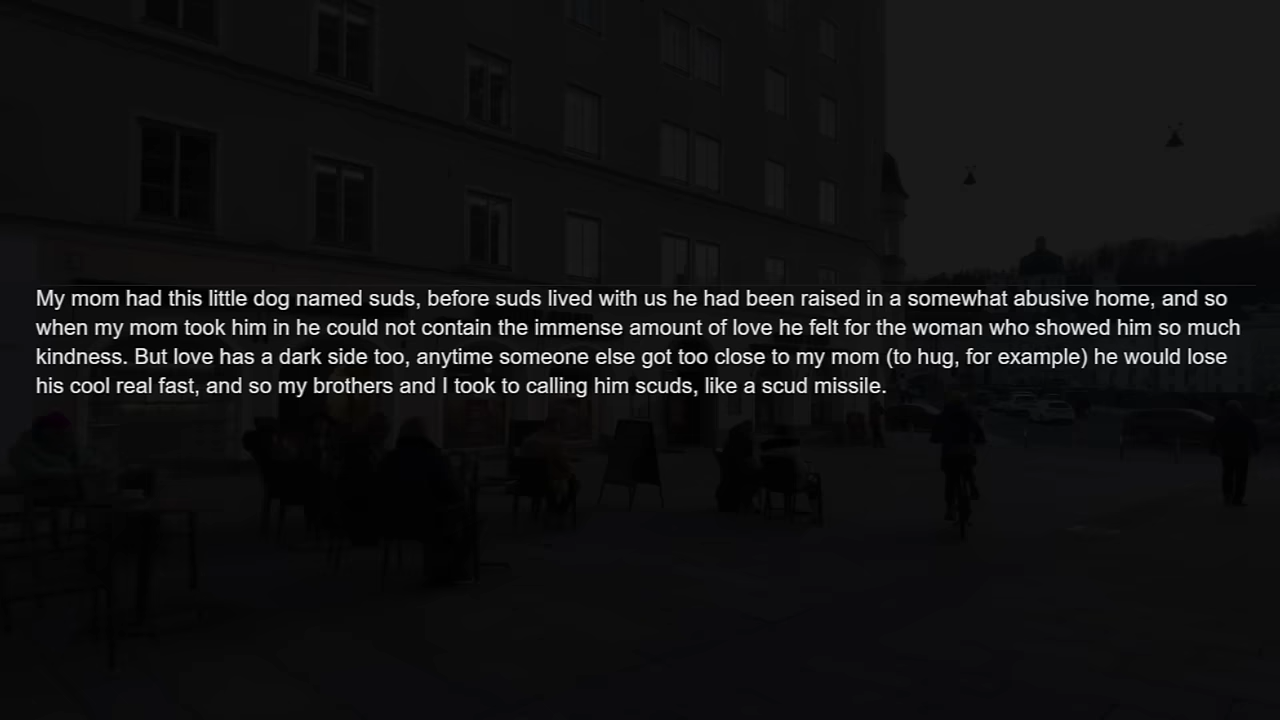 My mom had this little dog named suds, before suds lived with us he had been raised in a somewhat abusive home, and so
when my mom took him in he could not contain the immense amount of love he felt for the woman who showed him so much
kindness. But love has a dark side too, anytime someone else got too close to my mom (to hug, for example) he would lose
his cool real fast, and so my brothers and I took to calling him scuds, like a scud missile.